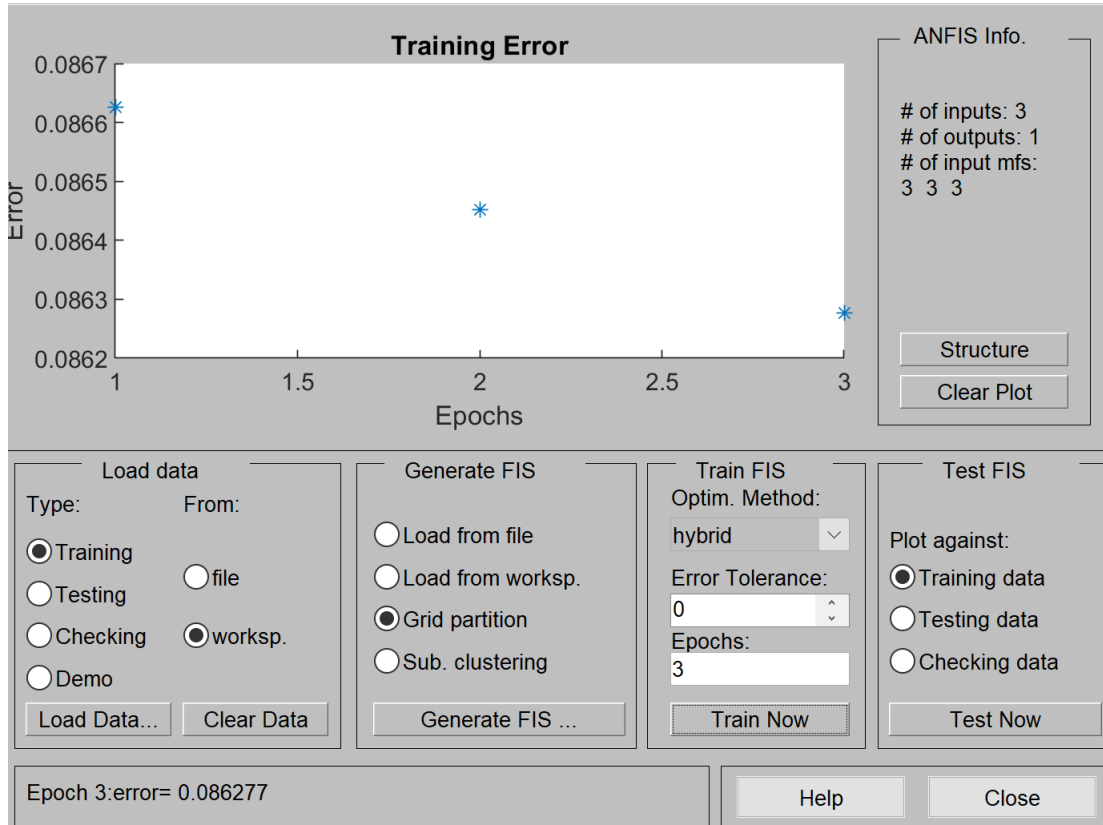 Training Error
0.0867
0.0866
0.0865
0.0864
0.0863
0.0862
Error
1
1.5
2
2.5
3
Epochs
ANFIS Info.
# of inputs: 3
# of outputs: 1
# of input mfs:
3 3 3
Structure
Clear Plot
Load data
Type:
From:
Training
Testing
Checking
Demo
file
worksp.
Load Data...
Clear Data
Generate FIS
Load from file
Load from worksp.
Grid partition
Sub. clustering
Generate FIS ...
Train FIS
Optim. Method:
hybrid
Error Tolerance:
0
Epochs:
3
Train Now
Test FIS
Plot against:
Training data
Testing data
Checking data
Test Now
Epoch 3:error= 0.086277
Help
Close